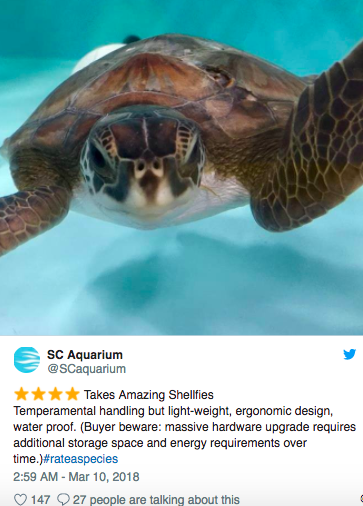 SC Aquarium
@SCaquarium
⭐⭐⭐⭐ Takes Amazing Shellfies
Temperamental handling but light-weight, ergonomic design,
water proof. (Buyer beware: massive hardware upgrade requires
additional storage space and energy requirements over
time.)#rateaspecies
2:59 AM - Mar 10, 2018
147 27 people are talking about this